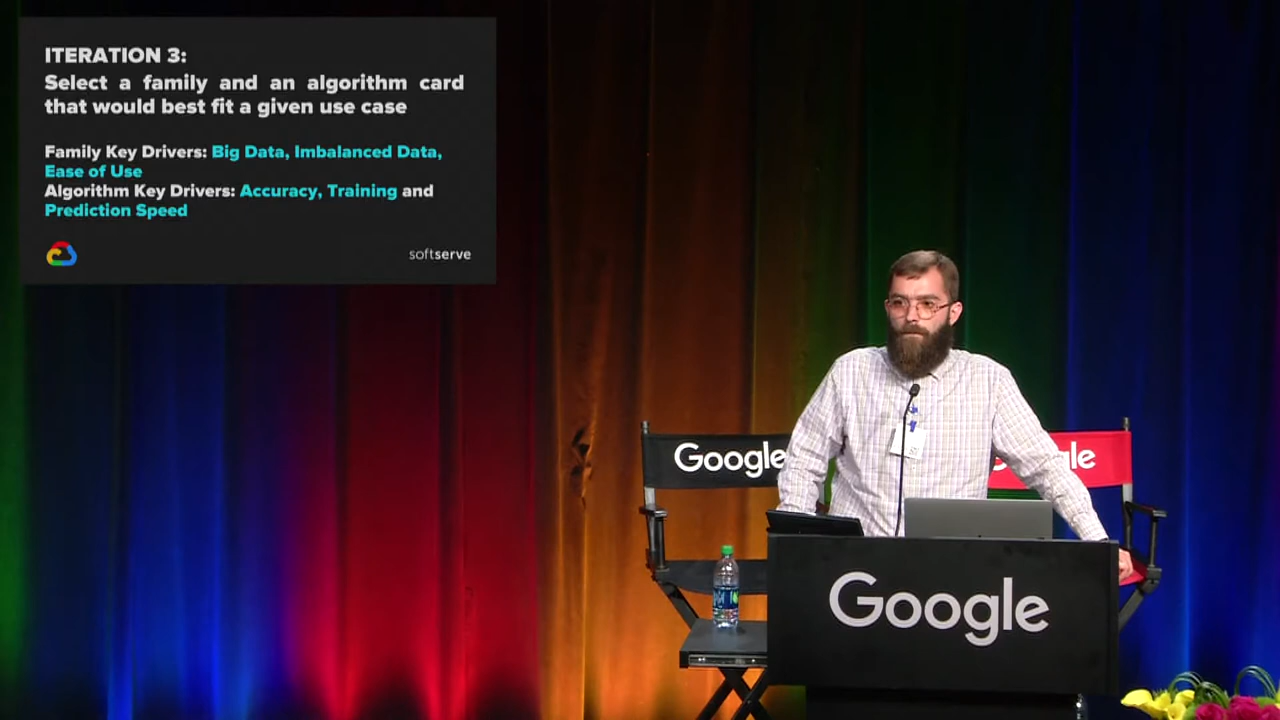 ITERATION 3:
Select a family and an algorithm card
that would best fit a given use case
Family Key Drivers: Big Data, Imbalanced Data,
Ease of Use
Algorithm Key Drivers: Accuracy, Training and
Prediction Speed
softserve
Google
gle
Google